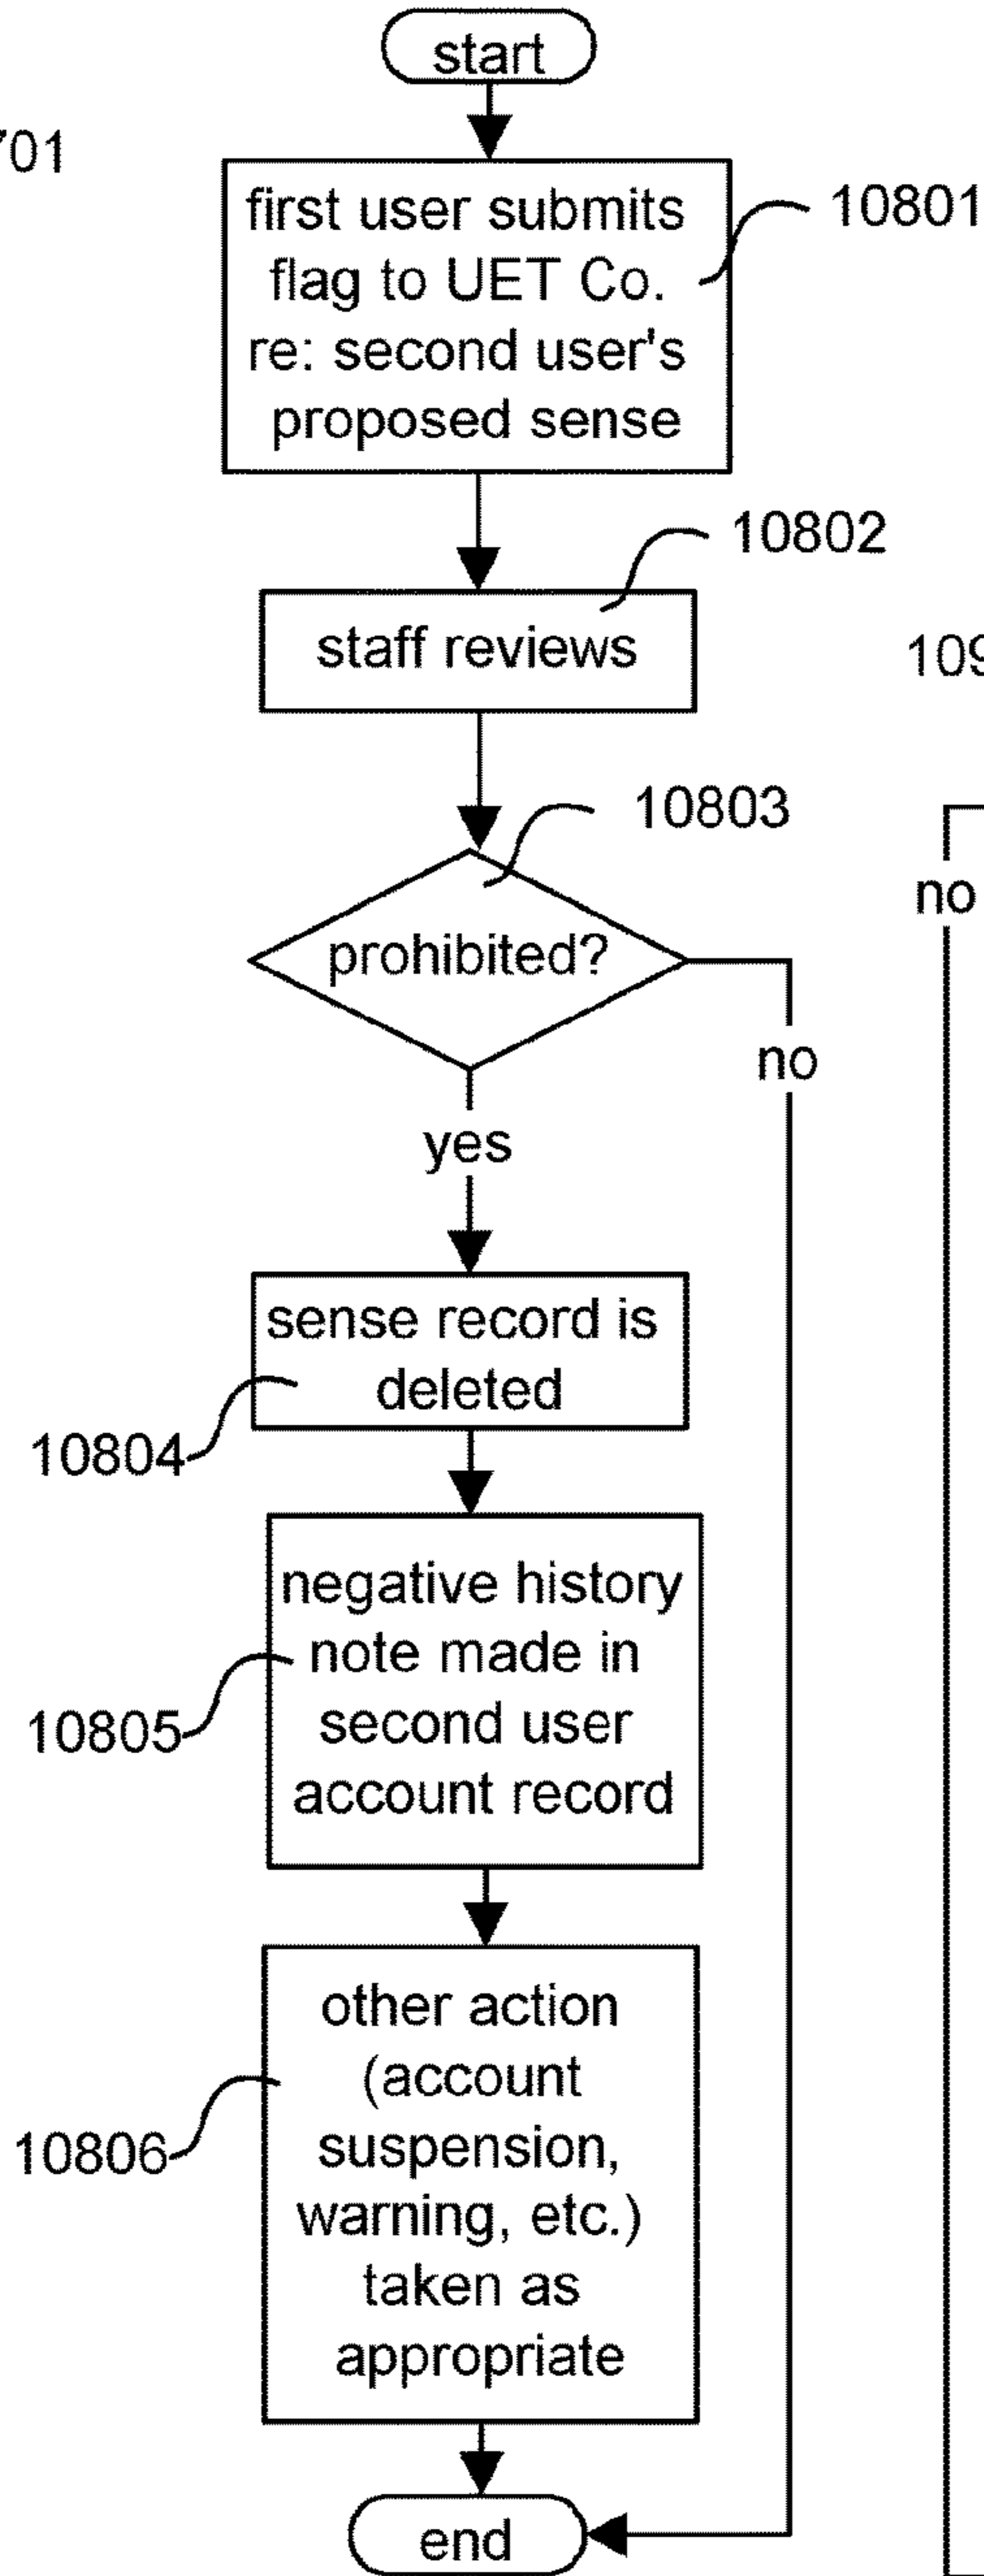 start
701
first user submits
flag to UET Co.
re: second user's
proposed sense
10801
10802
staff reviews
109
10803
prohibited?
no
no
yes
sense record is
deleted
10804
negative history
note made in
second user
account record
10805
other action
(account
suspension,
warning, etc.)
taken as
appropriate
10806
end